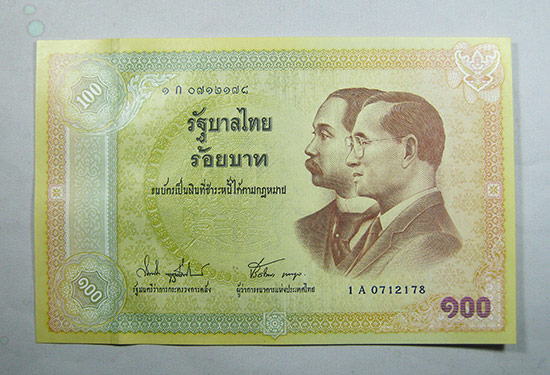 100
๑ ก ๐๗๑๒๑๗๘
รัฐบาลไทย
ร้อยบาท
ธนบัตรเป็นเงินที่ชำระหนี้ได้ตามกฎหมาย
รัฐมนตรีว่าการกระทรวงการคลัง
ผู้ว่าการธนาคารแห่งประเทศไทย
๑๐๐
1 A 0712178
๑๐๐